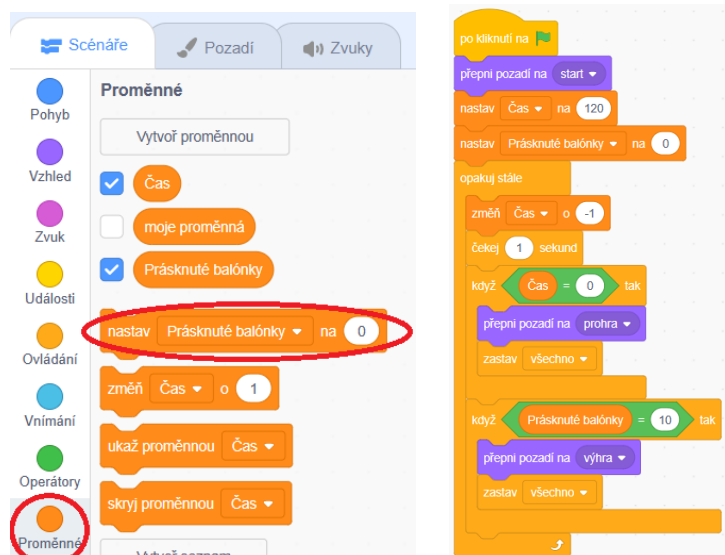 Scénáře
Pozadí
Zvuky
Pohyb
Vzhled
Zvuk
Události
Ovládání
Vnímání
Operátory
Proměnné
Proměnné
Vytvoř proměnnou
Čas
moje proměnná
Prásknuté balónky
nastav Prásknuté balónky na 0
změň Čas o 1
ukaž proměnnou Čas
skryj proměnnou Čas
Vytvoř seznam
po kliknutí na
přepni pozadí na start
nastav Čas na 120
nastav Prásknuté balónky na 0
opakuj stále
změň Čas o -1
čekej 1 sekund
když Čas = 0 tak
přepni pozadí na prohra
zastav všechno
když Prásknuté balónky = 10 tak
přepni pozadí na výhra
zastav všechno